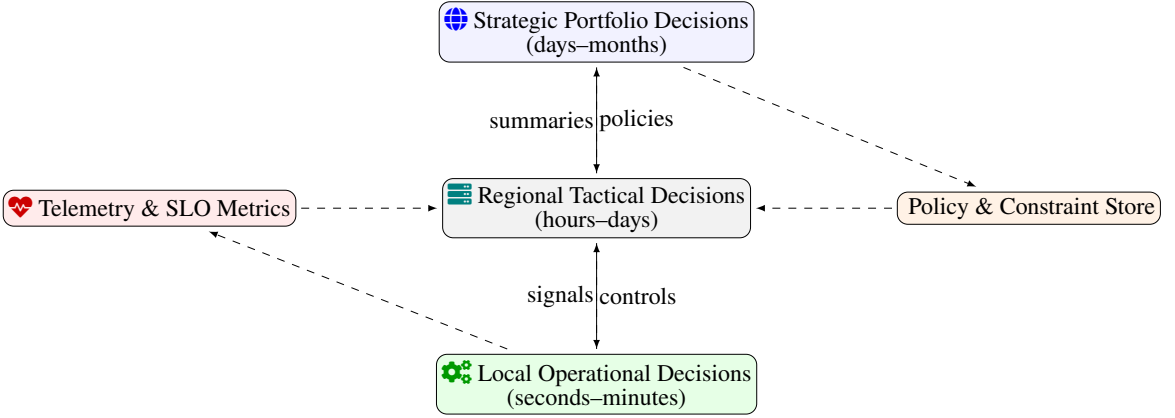 Strategic Portfolio Decisions
(days–months)
summaries policies
Telemetry & SLO Metrics
Regional Tactical Decisions
(hours–days)
Policy & Constraint Store
signals controls
Local Operational Decisions
(seconds–minutes)